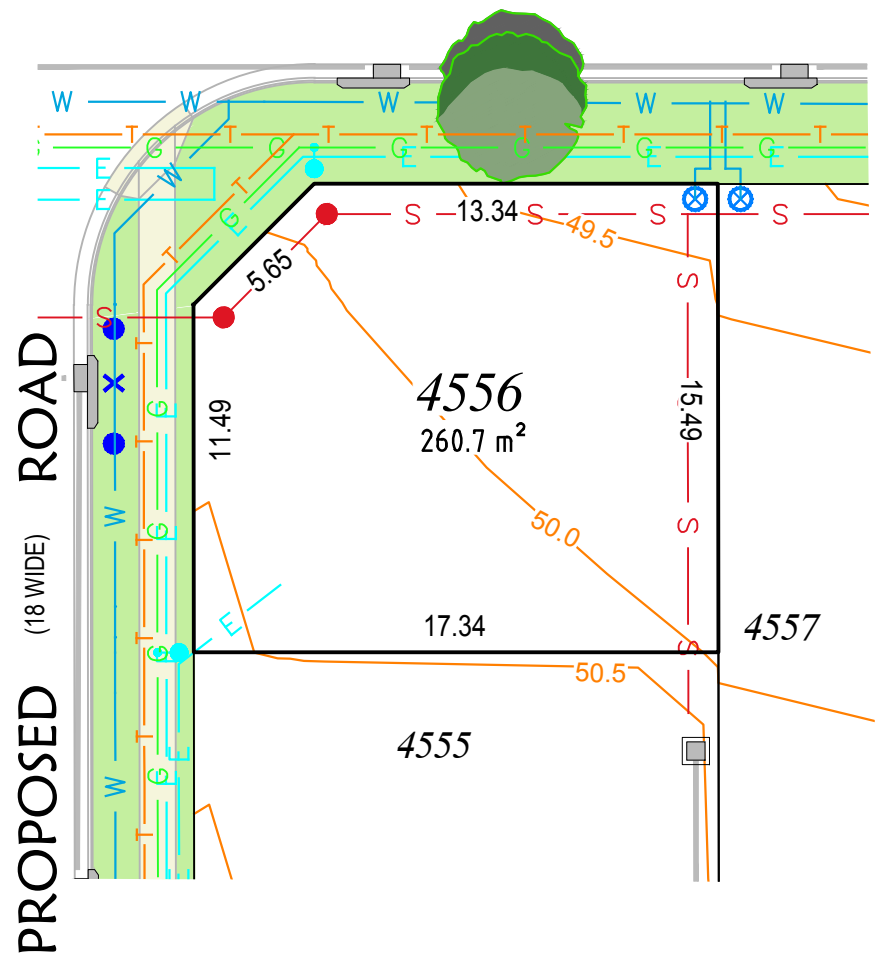 W W W W W
T T T T T T T
G G G G G
E E E E
E
W
T
G
E
S 13.34 S S S
49.5
5.65
S
S
4556
260.7 m²
11.49
15.49
T
G E
T
W
G E
T
S
50.0
E
17.34
4557
T
G
S
50.5
4555
T
E
G E
W
T
E
PROPOSED (18 WIDE) ROAD